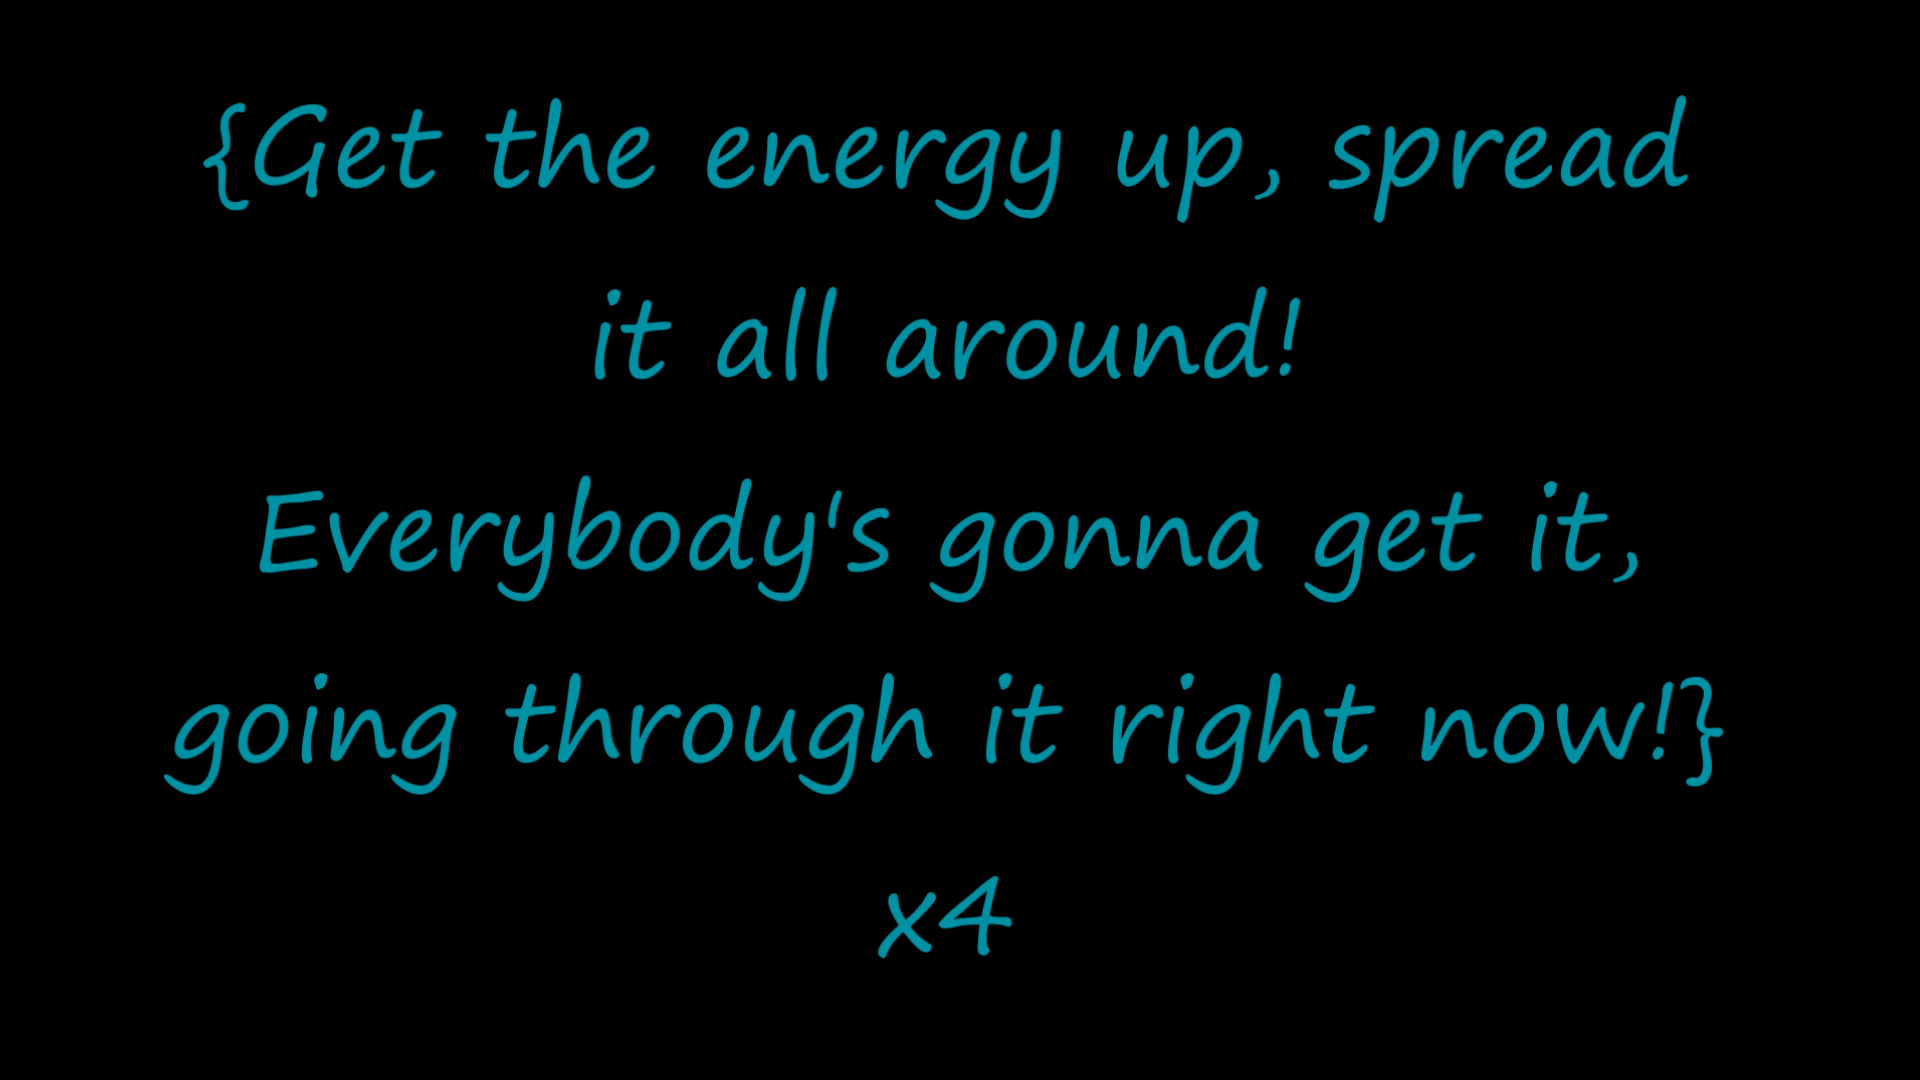 {Get the energy up, spread
it all around!
Everybody's gonna get it,
going through it right now!}
x4